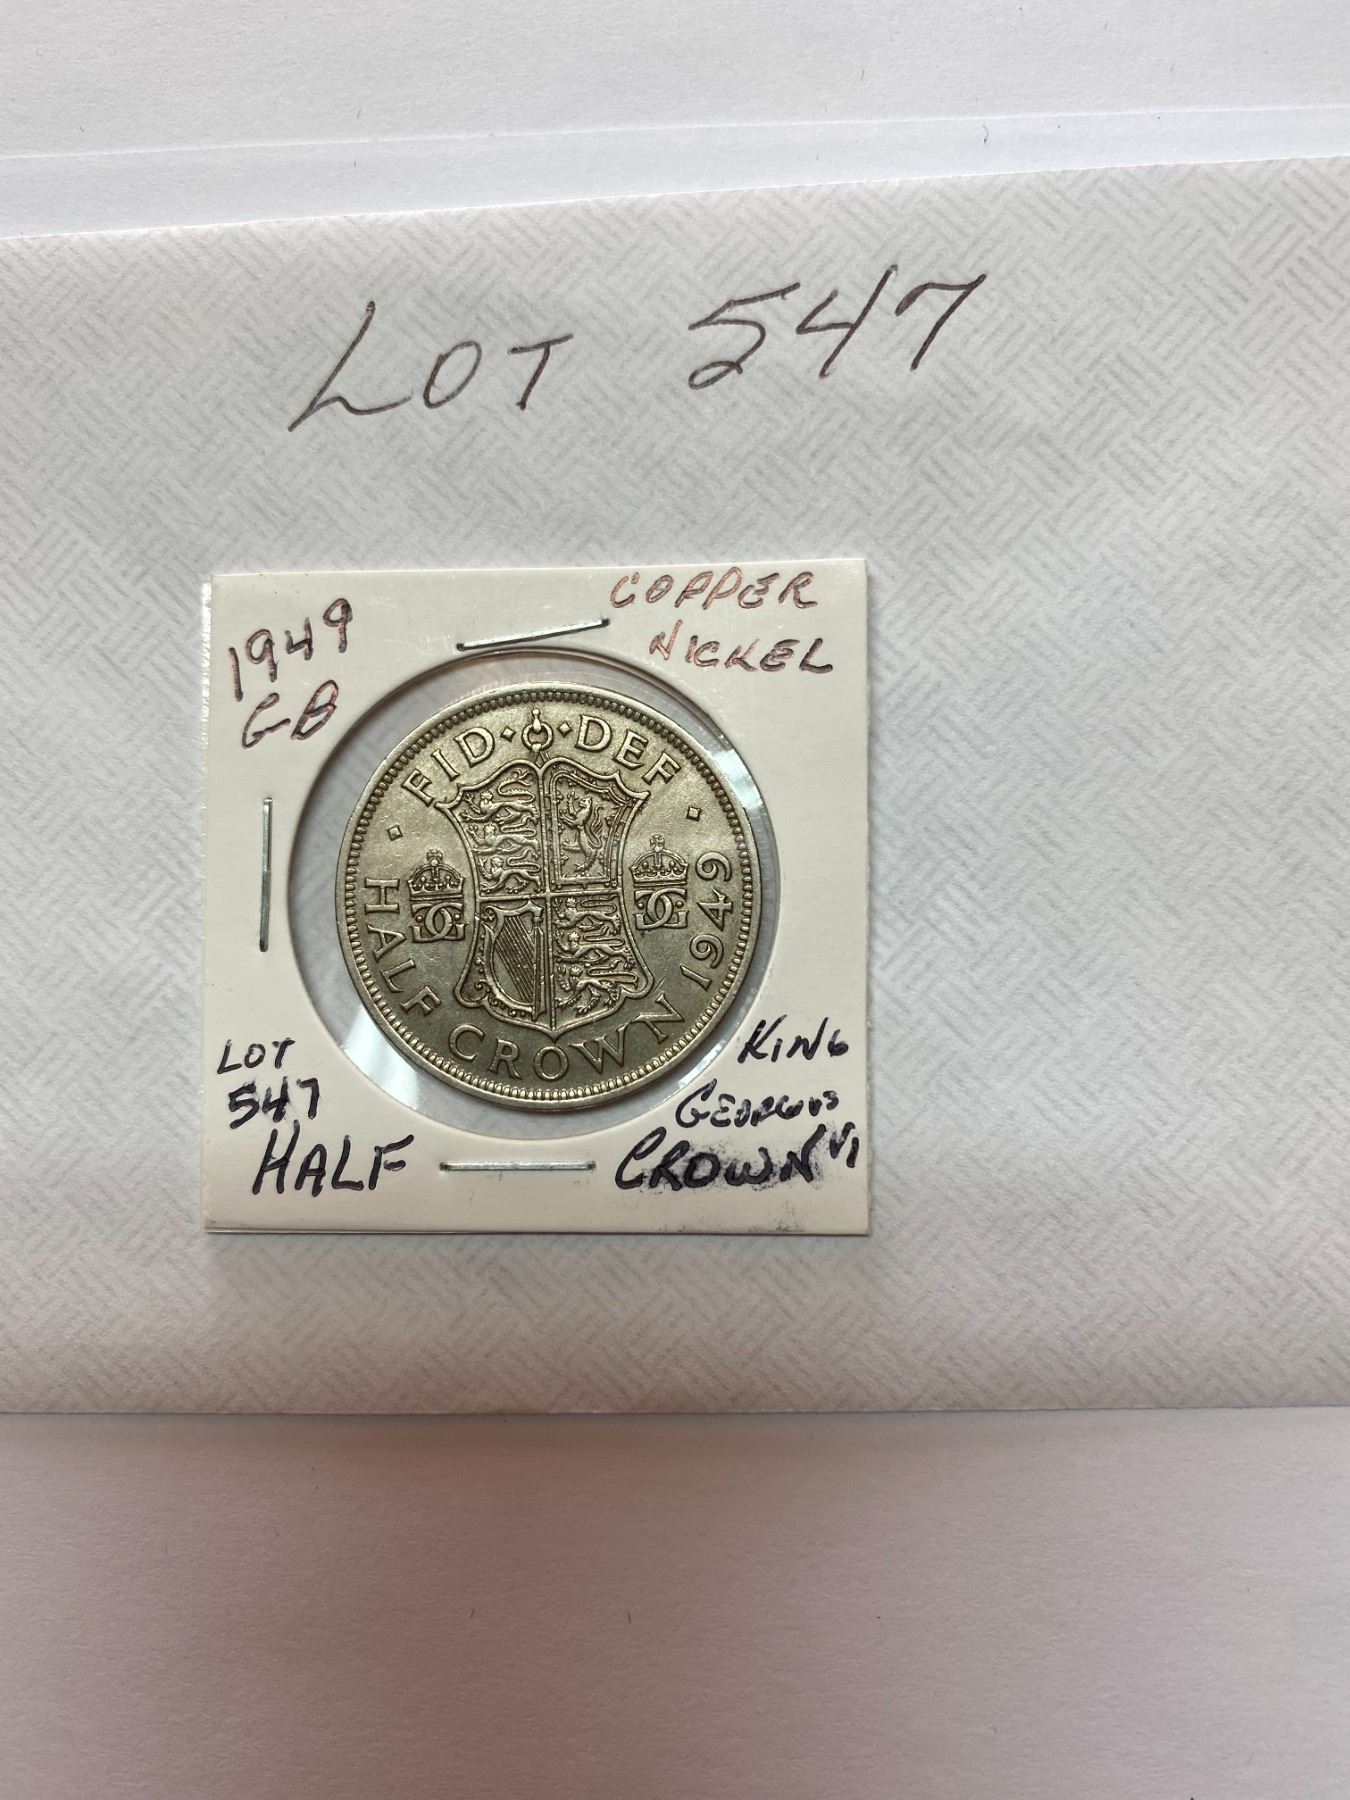 LOT 547
1949
GB
COPPER
NICKEL
· FID · DEF ·
HALF CROWN 1949
LOT
547
HALF
KING
GEORGIUS
CROWN VI